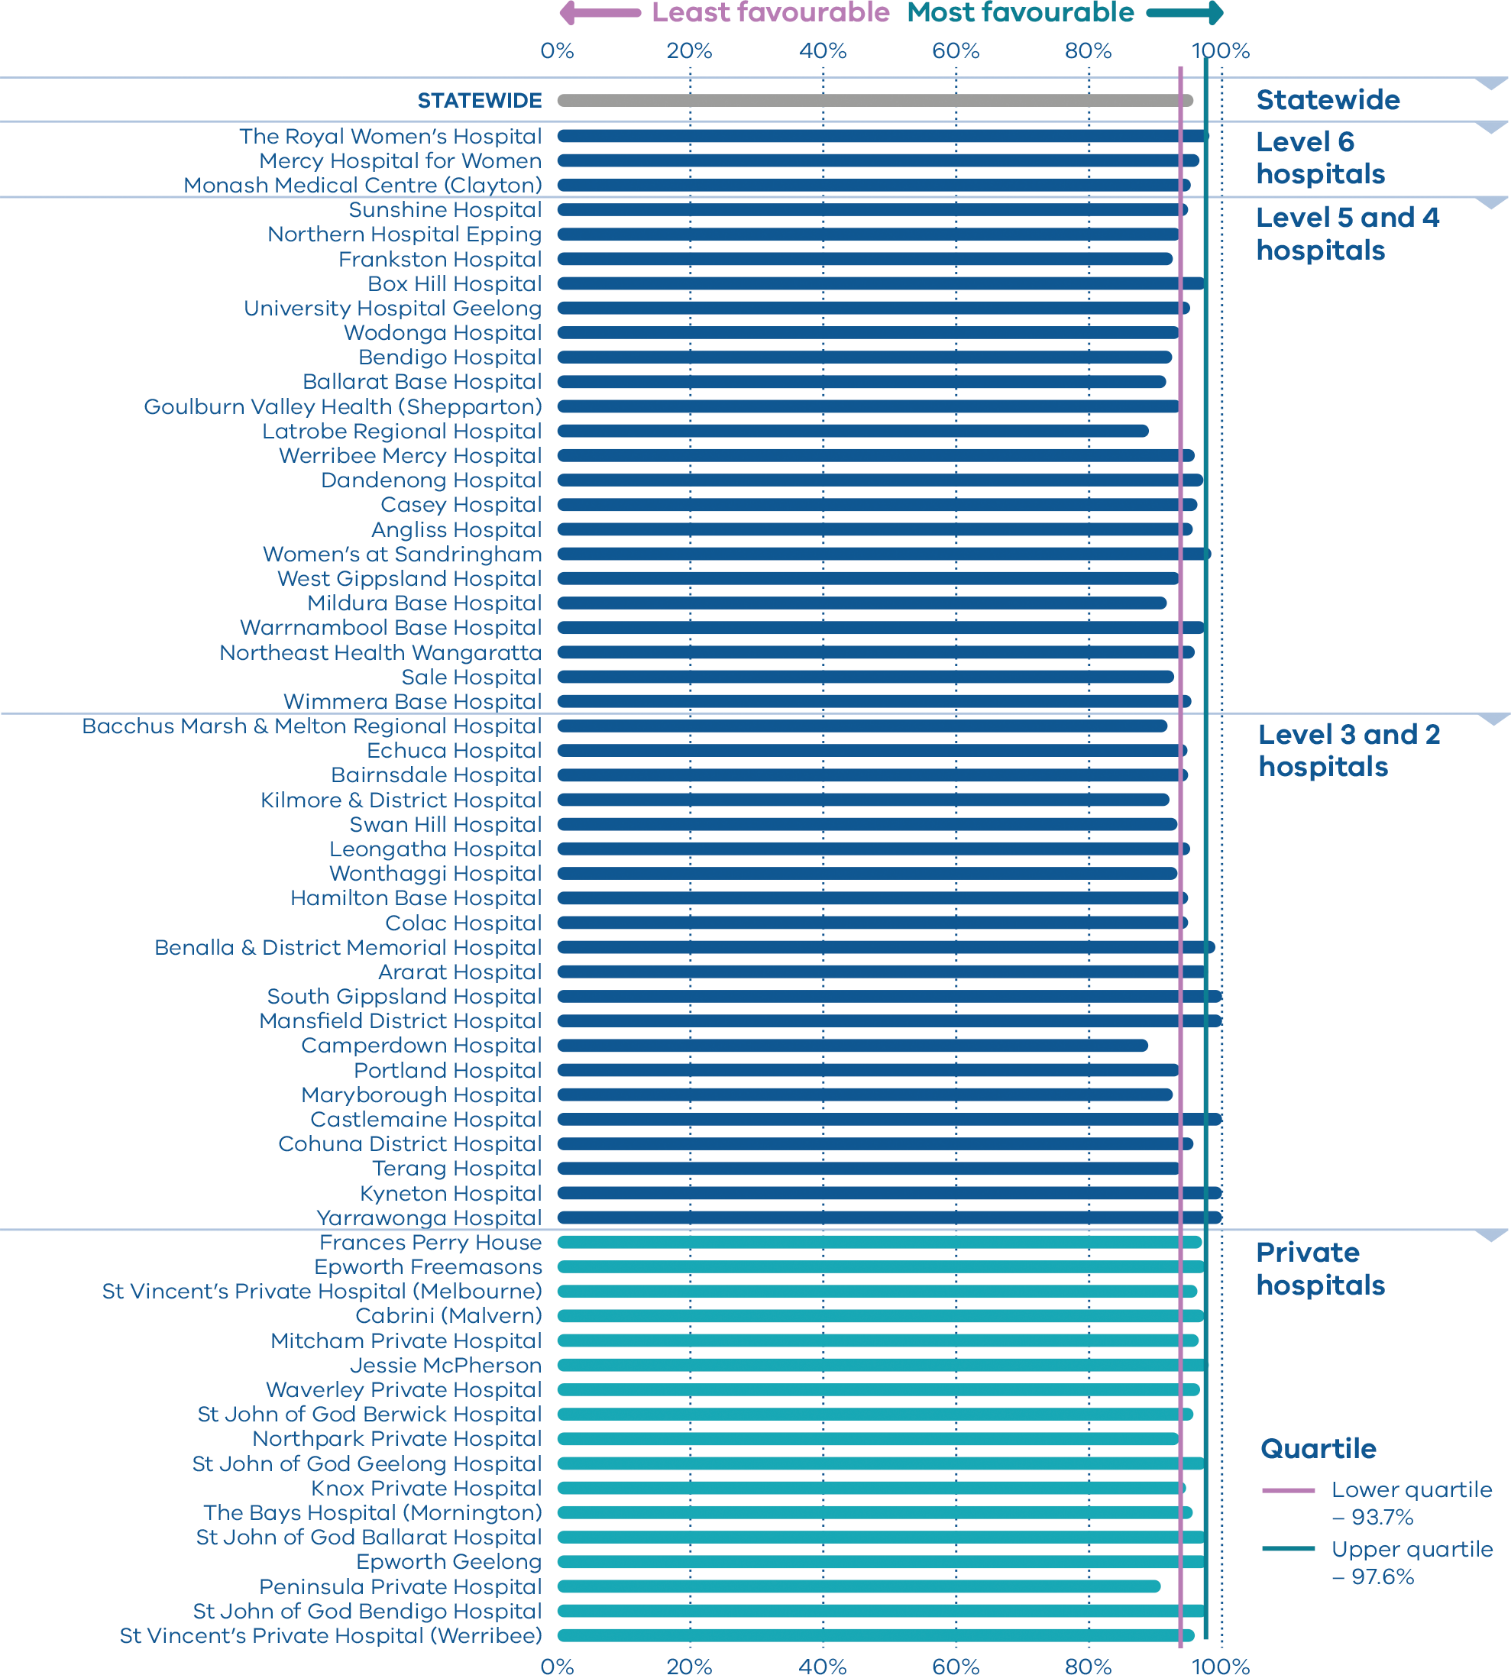 Least favourable Most favourable
0% 20% 40% 60% 80% 100%
STATEWIDE
Statewide
The Royal Women’s Hospital
Mercy Hospital for Women
Monash Medical Centre (Clayton)
Level 6
hospitals
Sunshine Hospital
Northern Hospital Epping
Frankston Hospital
Box Hill Hospital
University Hospital Geelong
Wodonga Hospital
Bendigo Hospital
Ballarat Base Hospital
Goulburn Valley Health (Shepparton)
Latrobe Regional Hospital
Werribee Mercy Hospital
Dandenong Hospital
Casey Hospital
Angliss Hospital
Women’s at Sandringham
West Gippsland Hospital
Mildura Base Hospital
Warrnambool Base Hospital
Northeast Health Wangaratta
Sale Hospital
Wimmera Base Hospital
Level 5 and 4
hospitals
Bacchus Marsh & Melton Regional Hospital
Echuca Hospital
Bairnsdale Hospital
Kilmore & District Hospital
Swan Hill Hospital
Leongatha Hospital
Wonthaggi Hospital
Hamilton Base Hospital
Colac Hospital
Benalla & District Memorial Hospital
Ararat Hospital
South Gippsland Hospital
Mansfield District Hospital
Camperdown Hospital
Portland Hospital
Maryborough Hospital
Castlemaine Hospital
Cohuna District Hospital
Terang Hospital
Kyneton Hospital
Yarrawonga Hospital
Level 3 and 2
hospitals
Frances Perry House
Epworth Freemasons
St Vincent’s Private Hospital (Melbourne)
Cabrini (Malvern)
Mitcham Private Hospital
Jessie McPherson
Waverley Private Hospital
St John of God Berwick Hospital
Northpark Private Hospital
St John of God Geelong Hospital
Knox Private Hospital
The Bays Hospital (Mornington)
St John of God Ballarat Hospital
Epworth Geelong
Peninsula Private Hospital
St John of God Bendigo Hospital
St Vincent’s Private Hospital (Werribee)
Private
hospitals
Quartile
Lower quartile
– 93.7%
Upper quartile
– 97.6%
0% 20% 40% 60% 80% 100%